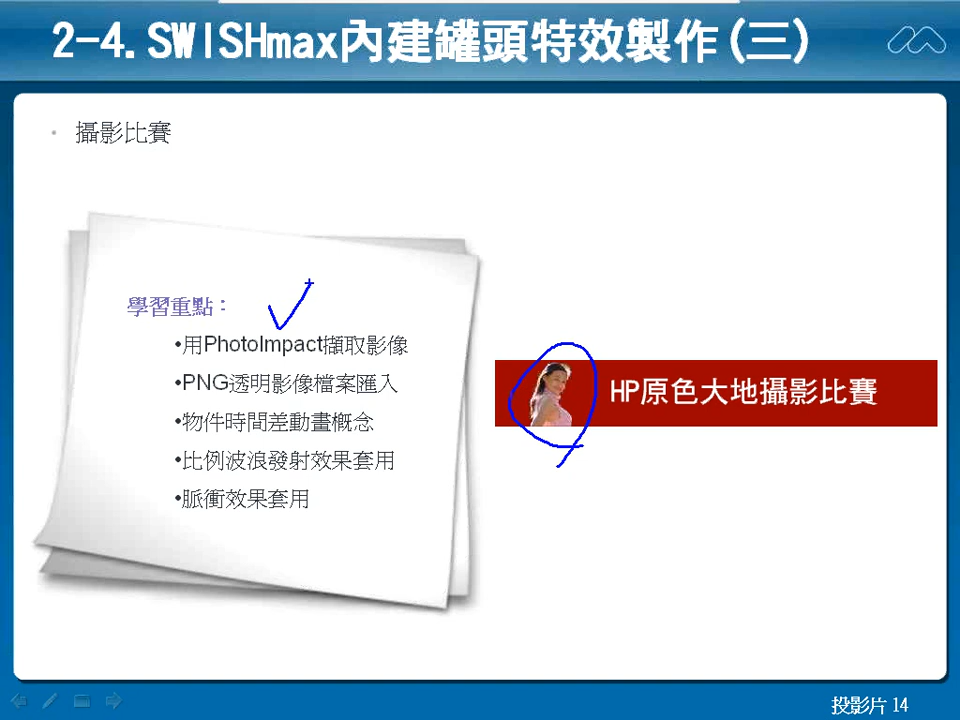 2-4.SWiSHmax內建罐頭特效製作(三)
• 攝影比賽
學習重點：
•用PhotoImpact擷取影像
•PNG透明影像檔案匯入
•物件時間差動畫概念
•比例波浪發射效果套用
•脈衝效果套用
HP原色大地攝影比賽
投影片 14